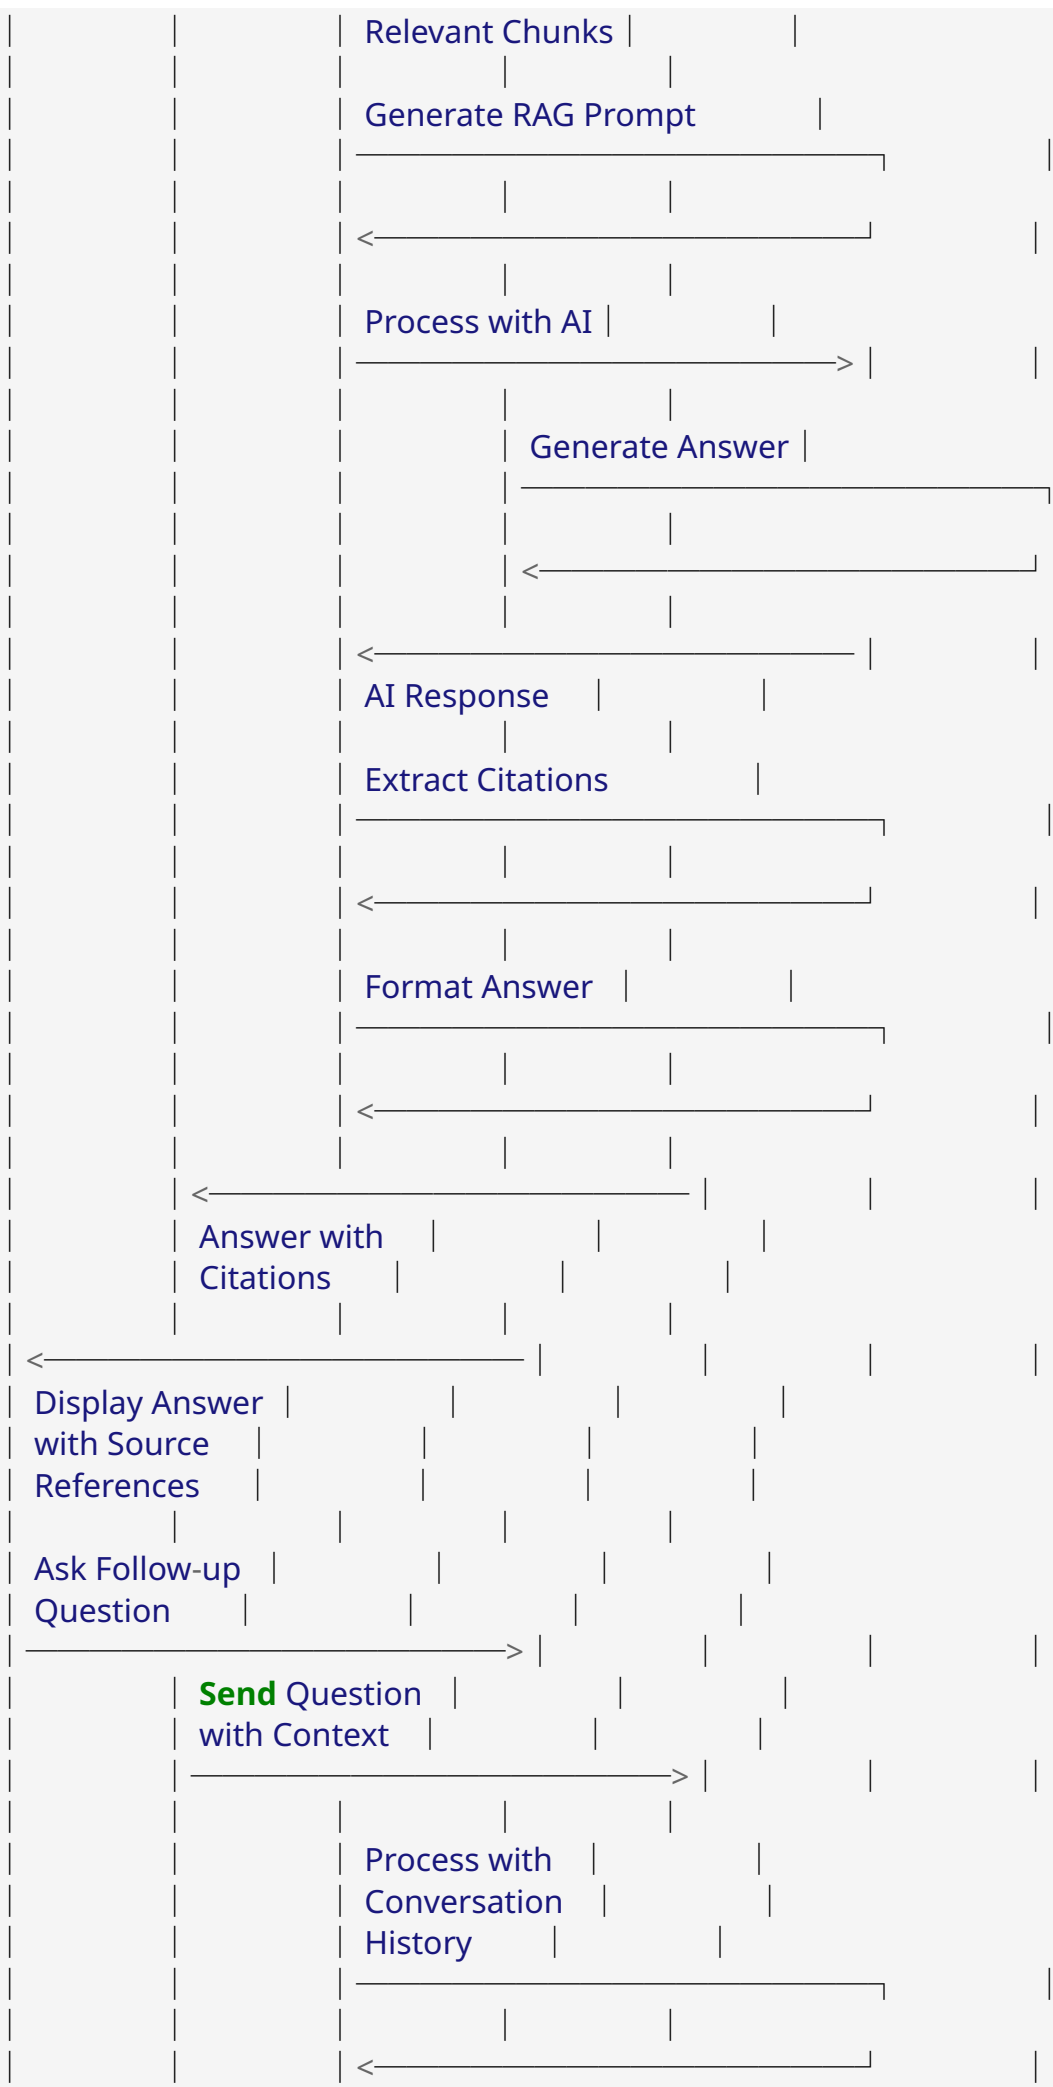 Relevant Chunks
Generate RAG Prompt
Process with AI
Generate Answer
AI Response
Extract Citations
Format Answer
Answer with
Citations
Display Answer
with Source
References
Ask Follow-up
Question
Send Question
with Context
Process with
Conversation
History